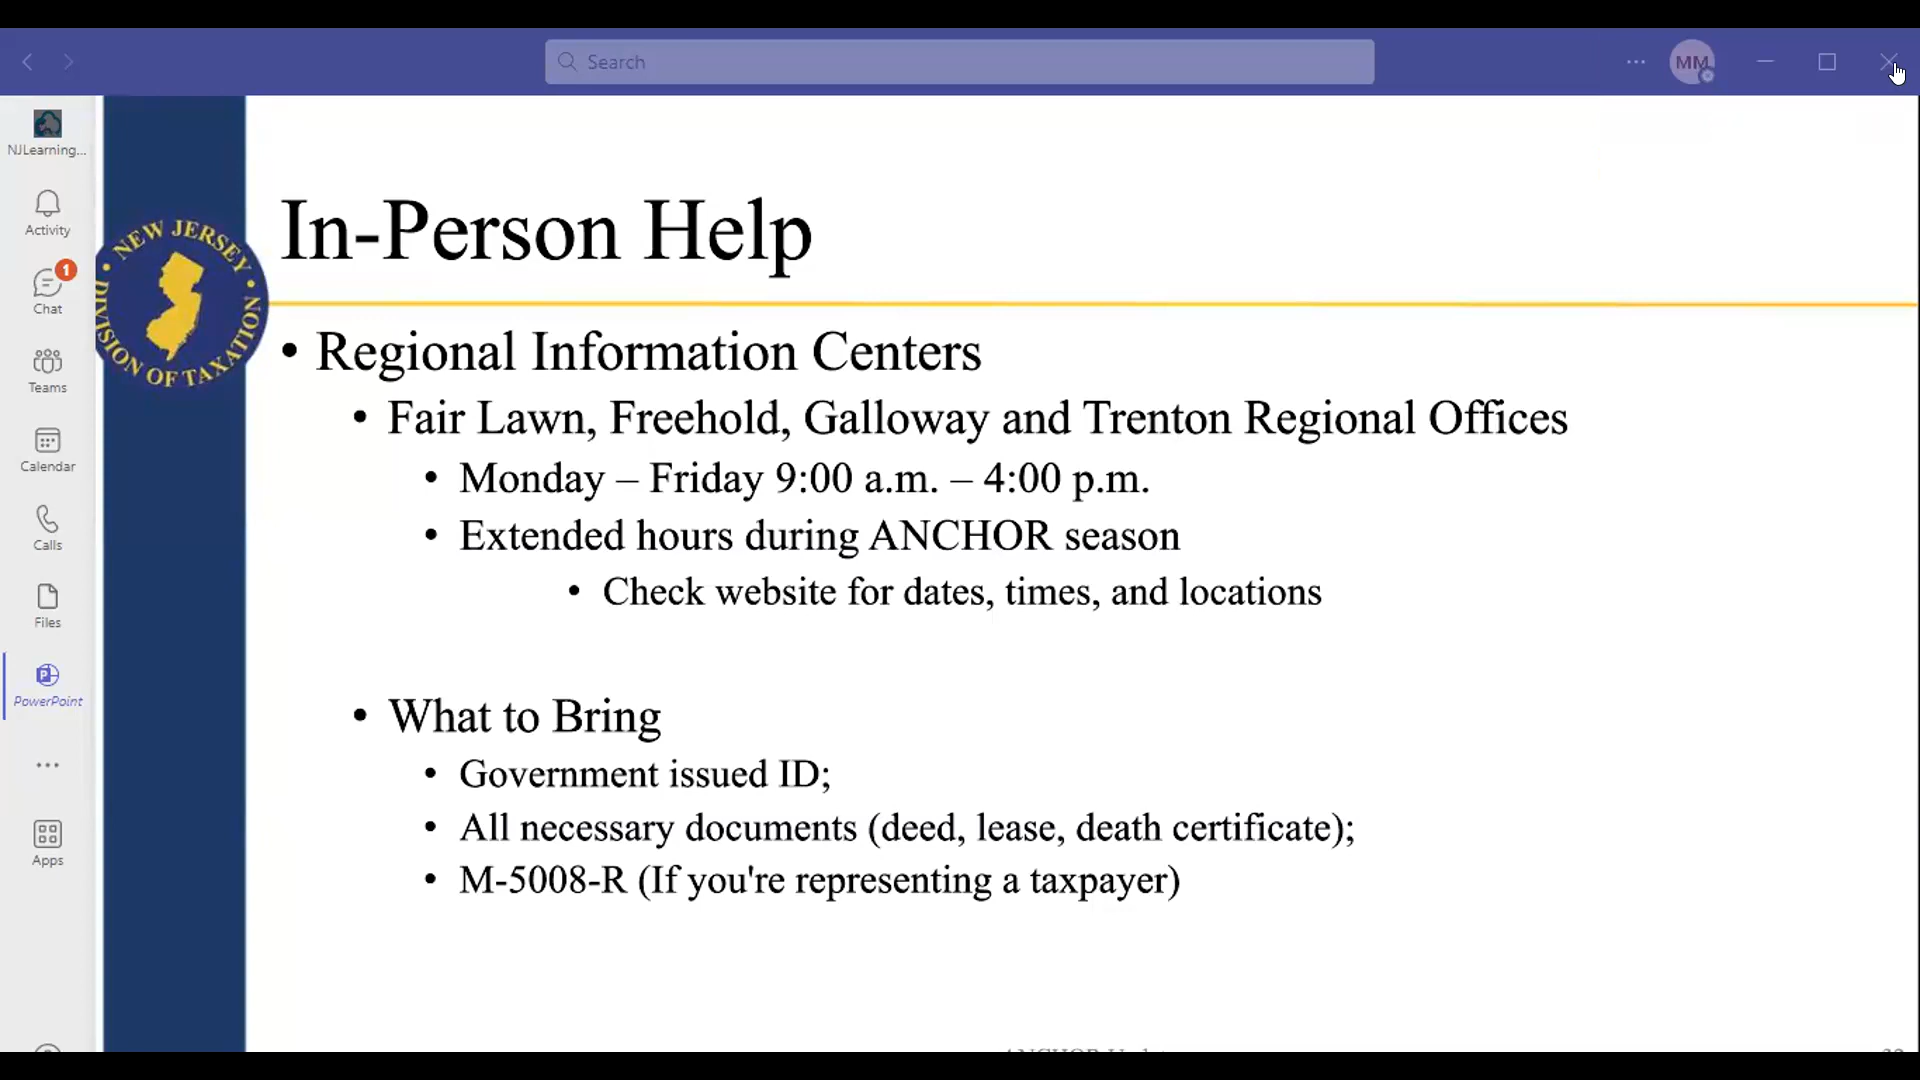 Search
MM
NJLearning...
Activity
1
Chat
Teams
Calendar
Calls
Files
PowerPoint
Apps
• NEW JERSEY •
DIVISION OF TAXATION
In-Person Help
• Regional Information Centers
• Fair Lawn, Freehold, Galloway and Trenton Regional Offices
• Monday – Friday 9:00 a.m. – 4:00 p.m.
• Extended hours during ANCHOR season
• Check website for dates, times, and locations
• What to Bring
• Government issued ID;
• All necessary documents (deed, lease, death certificate);
• M-5008-R (If you're representing a taxpayer)